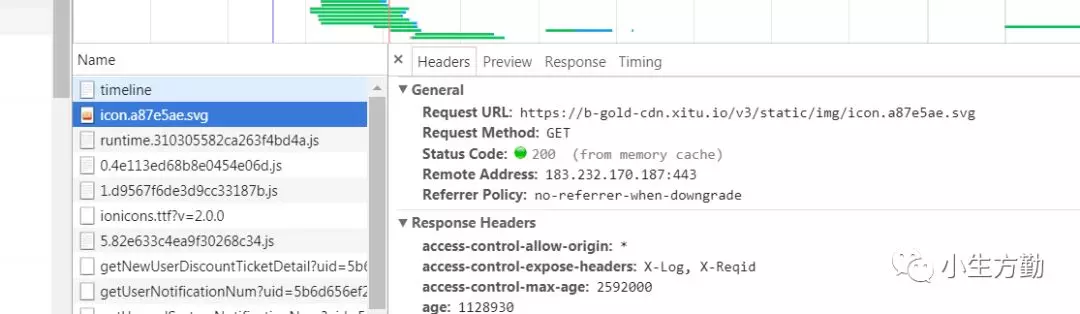 Name
timeline
icon.a87e5ae.svg
runtime.310305582ca263f4bd4a.js
0.4e113ed68b8e0454e06d.js
1.d9567f6de3d9cc33187b.js
ionicons.ttf?v=2.0.0
5.82e633c4ea9f30268c34.js
getNewUserDiscountTicketDetail?uid=5b6
getUserNotificationNum?uid=5b6d656ef2
× Headers Preview Response Timing
General
Request URL: https://b-gold-cdn.xitu.io/v3/static/img/icon.a87e5ae.svg
Request Method: GET
Status Code: 200 (from memory cache)
Remote Address: 183.232.170.187:443
Referrer Policy: no-referrer-when-downgrade
Response Headers
access-control-allow-origin: *
access-control-expose-headers: X-Log, X-Reqid
access-control-max-age: 2592000
age: 1128930
小生方勤